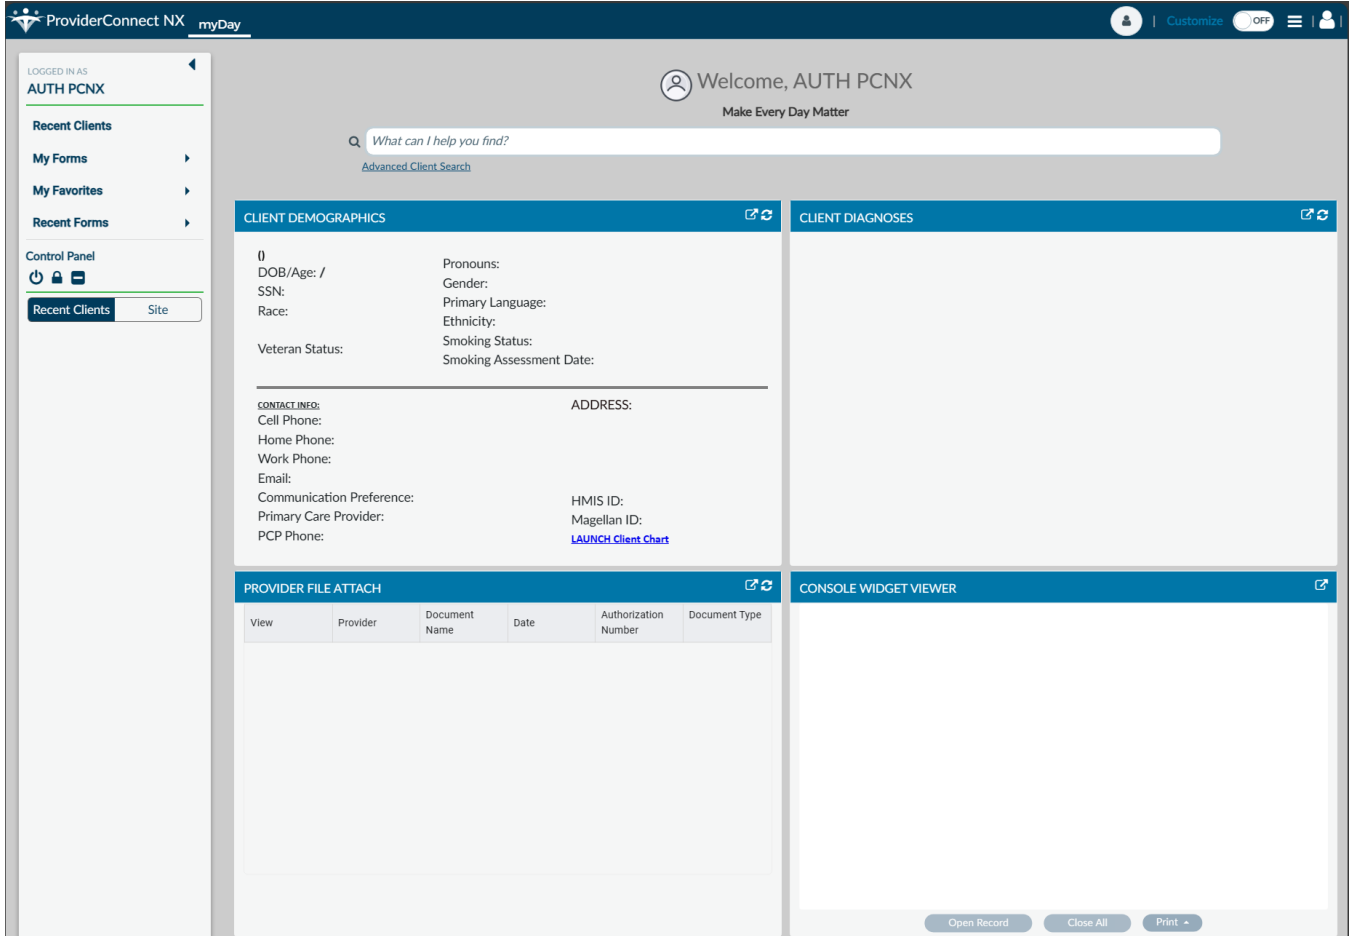 ProviderConnect NX myDay
Customize OFF
LOGGED IN AS
AUTH PCNX
Recent Clients
My Forms
My Favorites
Recent Forms
Control Panel
Recent Clients Site
Welcome, AUTH PCNX
Make Every Day Matter
What can I help you find?
Advanced Client Search
CLIENT DEMOGRAPHICS
()
DOB/Age: /
SSN:
Race:
Veteran Status:
Pronouns:
Gender:
Primary Language:
Ethnicity:
Smoking Status:
Smoking Assessment Date:
CONTACT INFO:
Cell Phone:
Home Phone:
Work Phone:
Email:
Communication Preference:
Primary Care Provider:
PCP Phone:
ADDRESS:
HMIS ID:
Magellan ID:
LAUNCH Client Chart
CLIENT DIAGNOSES
PROVIDER FILE ATTACH
View Provider Document Name Date Authorization Number Document Type
CONSOLE WIDGET VIEWER
Open Record Close All Print